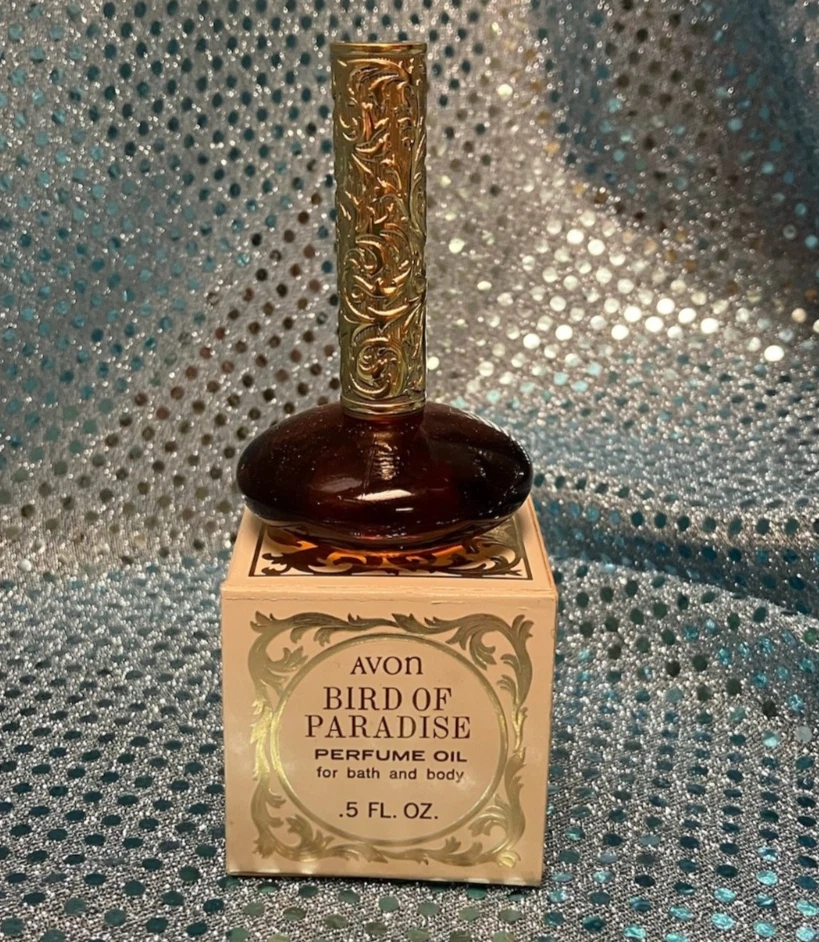 AVON
BIRD OF
PARADISE
PERFUME OIL
for bath and body
.5 FL. OZ.